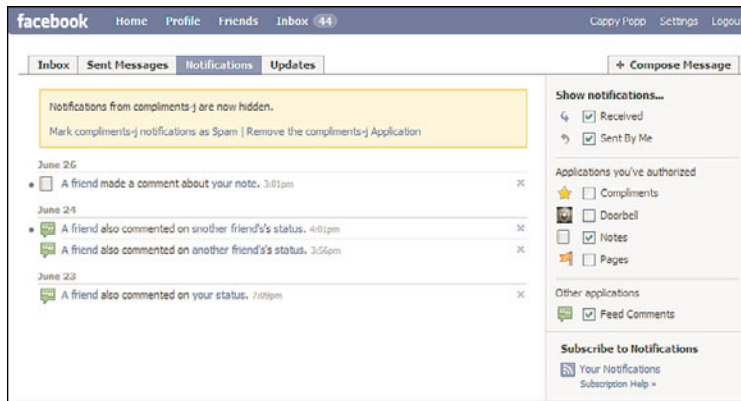 facebook Home Profile Friends Inbox 44 Cappy Popp Settings Logou
Inbox Sent Messages Notifications Updates + Compose Message
Notifications from compliments-j are now hidden.
Mark compliments-j notifications as Spam | Remove the compliments-j Application
June 26
A friend made a comment about your note. 3:01pm
June 24
A friend also commented on snother friend's's status. 4:01pm
A friend also commented on another friend's's status. 3:56pm
June 23
A friend also commented on your status. 7:09pm
Show notifications...
Received
Sent By Me
Applications you've authorized
Compliments
Doorbell
Notes
Pages
Other applications
Feed Comments
Subscribe to Notifications
Your Notifications
Subscription Help »